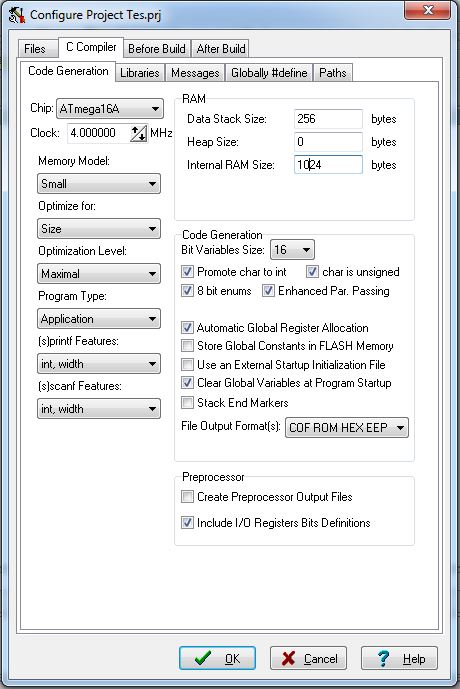 Configure Project Tes.prj
Files C Compiler Before Build After Build
Code Generation Libraries Messages Globally #define Paths
Chip: ATmega16A
Clock: 4.000000 MHz
Memory Model:
Small
Optimize for:
Size
Optimization Level:
Maximal
Program Type:
Application
(s)printf Features:
int, width
(s)scanf Features:
int, width
RAM
Data Stack Size: 256 bytes
Heap Size: 0 bytes
Internal RAM Size: 1024 bytes
Code Generation
Bit Variables Size: 16
Promote char to int char is unsigned
8 bit enums Enhanced Par. Passing
Automatic Global Register Allocation
Store Global Constants in FLASH Memory
Use an External Startup Initialization File
Clear Global Variables at Program Startup
Stack End Markers
File Output Format(s): COF ROM HEX EEP
Preprocessor
Create Preprocessor Output Files
Include I/O Registers Bits Definitions
OK Cancel ? Help